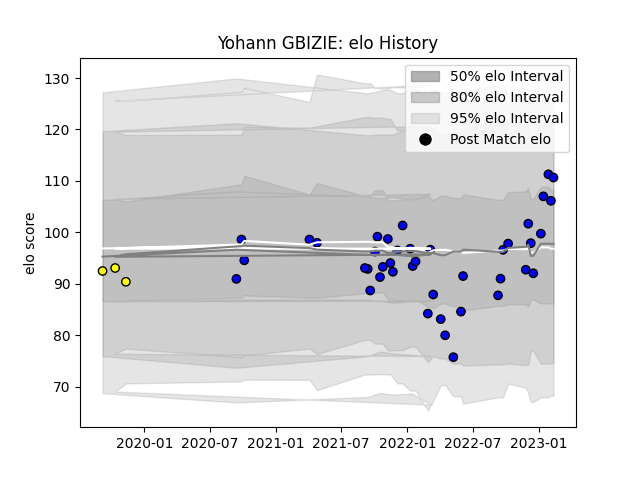 Yohann GBIZIE: elo History
50% elo Interval
80% elo Interval
95% elo Interval
Post Match elo
elo score
130
120
110
100
90
80
70
2020-01 2020-07 2021-01 2021-07 2022-01 2022-07 2023-01